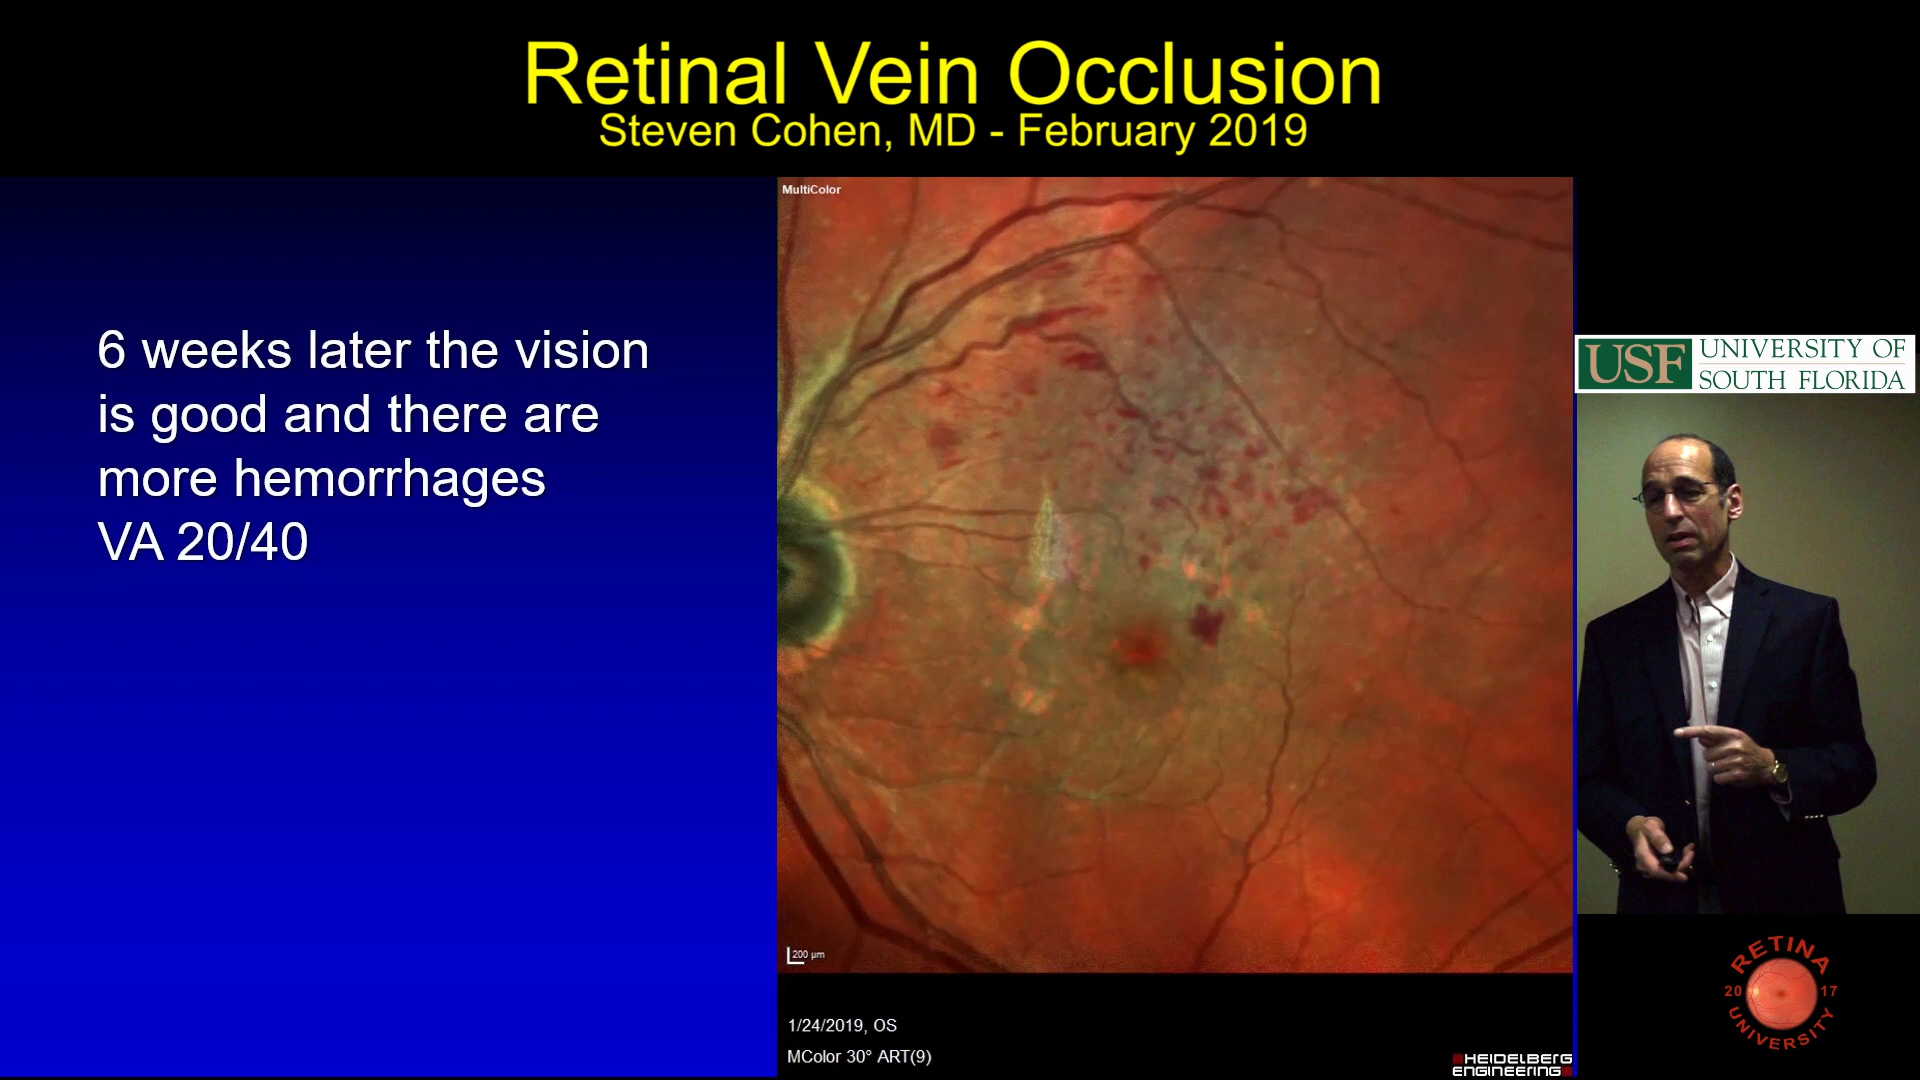 Retinal Vein Occlusion
Steven Cohen, MD - February 2019
MultiColor
6 weeks later the vision
is good and there are
more hemorrhages
VA 20/40
USF
UNIVERSITY OF
SOUTH FLORIDA
200 µm
1/24/2019, OS
MColor 30° ART(9)
HEIDELBERG
ENGINEERING
RETINA
20 17
UNIVERSITY